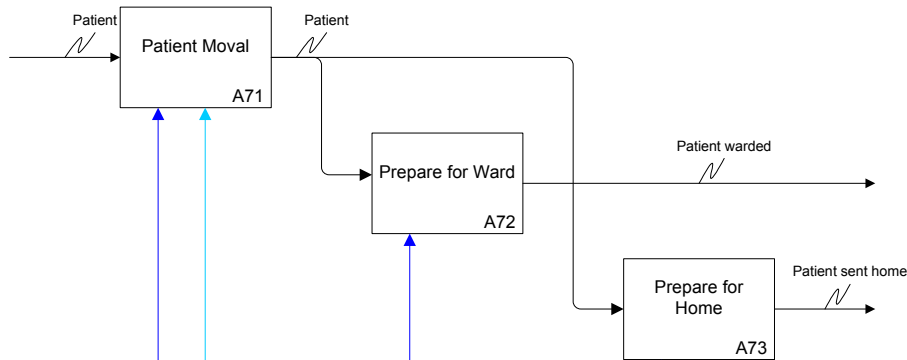 Patient
Patient
Patient Moval
A71
Patient warded
Prepare for Ward
A72
Patient sent home
Prepare for
Home
A73